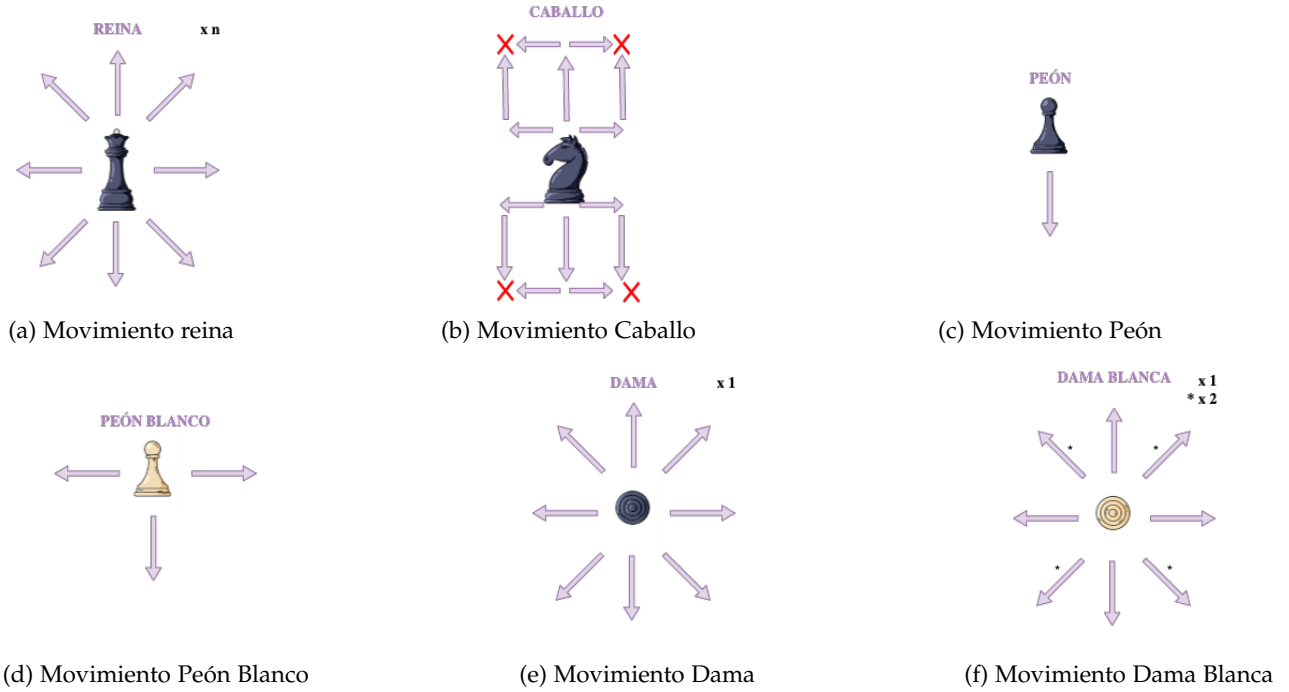 REINA x n
CABALLO
PEÓN
(a) Movimiento reina
(b) Movimiento Caballo
(c) Movimiento Peón
PEÓN BLANCO
DAMA x 1
DAMA BLANCA x 1
* x 2
* *
* *
(d) Movimiento Peón Blanco
(e) Movimiento Dama
(f) Movimiento Dama Blanca